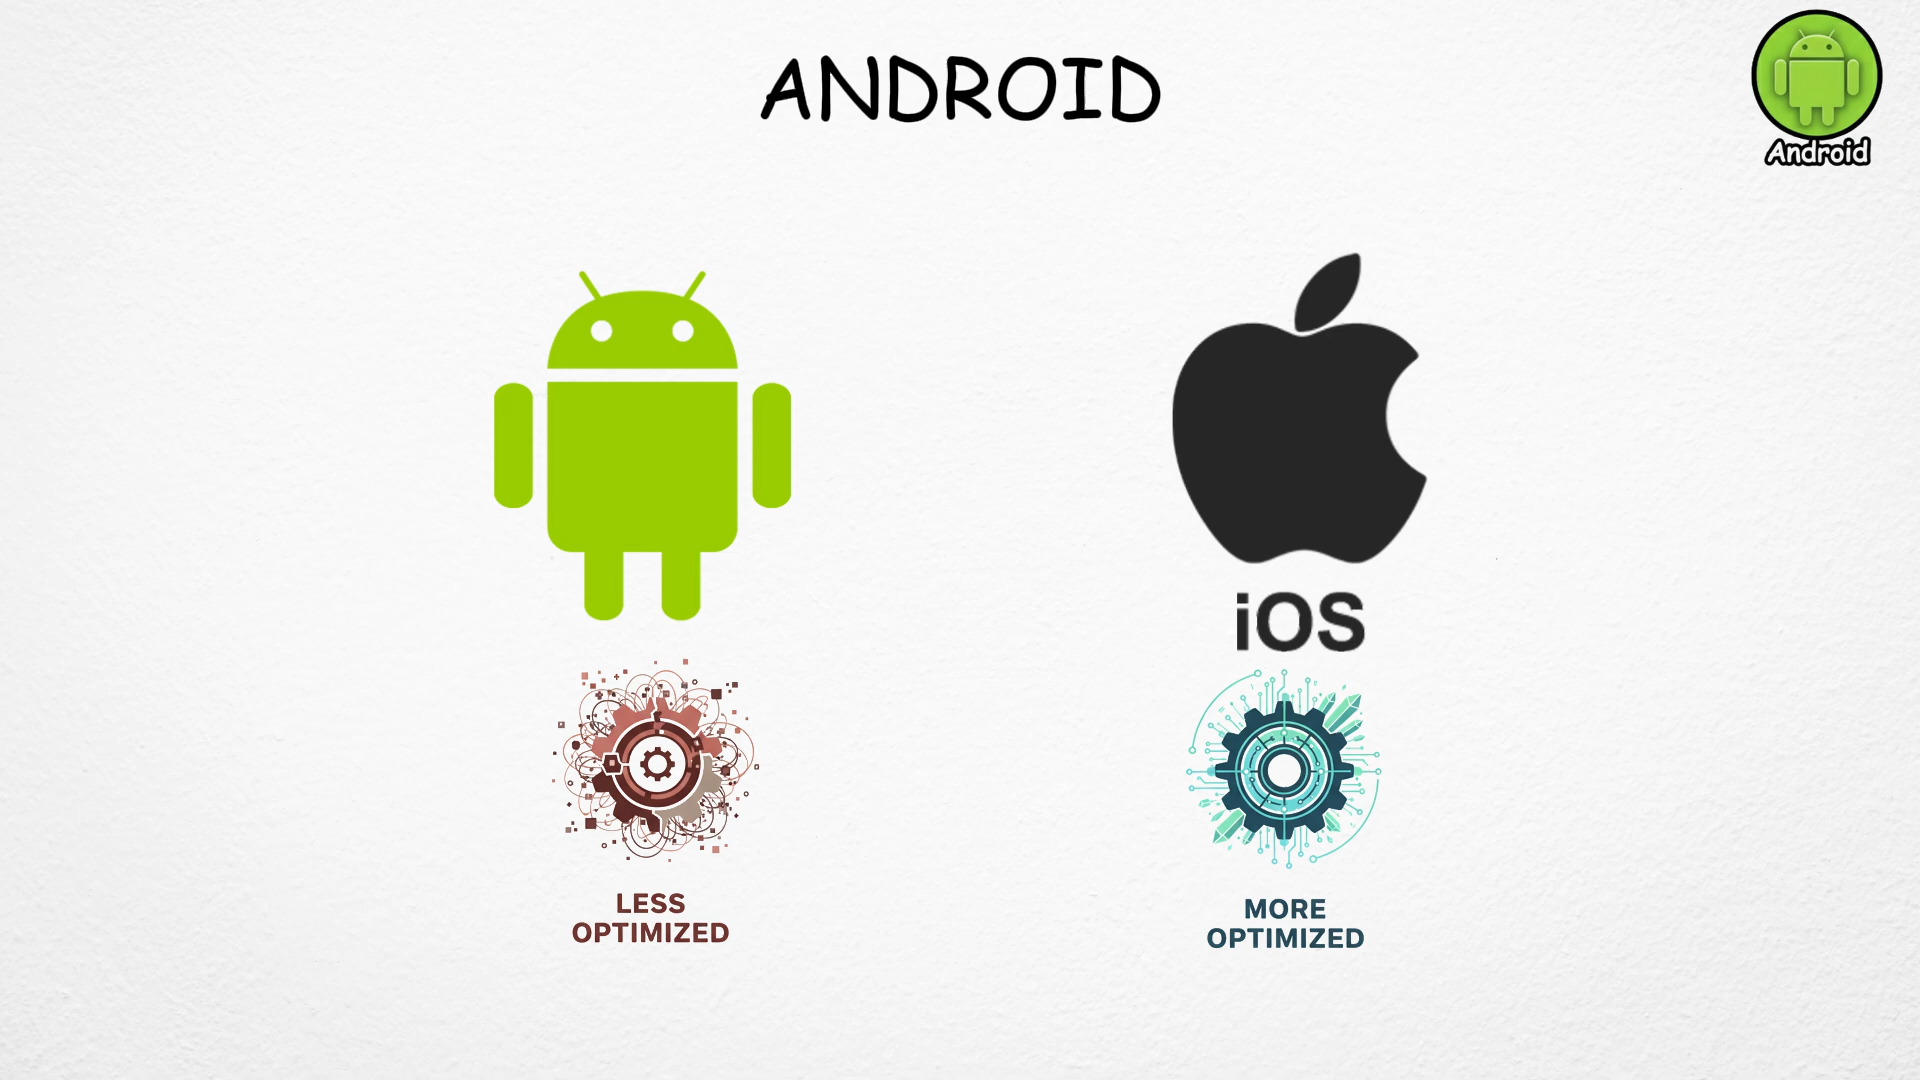 ANDROID
Android
iOS
LESS
OPTIMIZED
MORE
OPTIMIZED